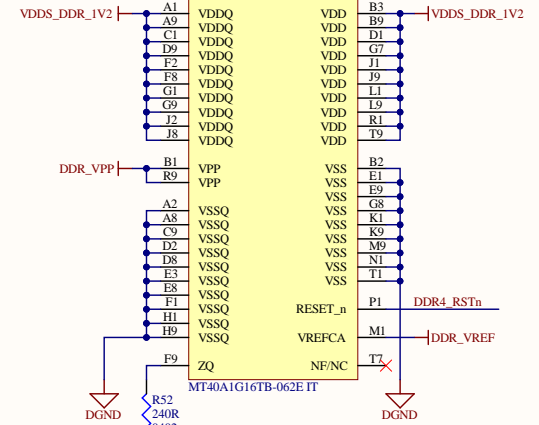 VDDS_DDR_1V2 A1 VDDQ VDD B3 VDDS_DDR_1V2
A9 VDDQ VDD B9
C1 VDDQ VDD D1
D9 VDDQ VDD G7
F2 VDDQ VDD J1
F8 VDDQ VDD J9
G1 VDDQ VDD L1
G9 VDDQ VDD L9
J2 VDDQ VDD R1
J8 VDDQ VDD T9
DDR_VPP B1 VPP VSS B2
R9 VPP VSS E1
VSS E9
A2 VSSQ VSS G8
A8 VSSQ VSS K1
C9 VSSQ VSS K9
D2 VSSQ VSS M9
D8 VSSQ VSS N1
E3 VSSQ VSS T1
E8 VSSQ
F1 VSSQ RESET_n P1 DDR4_RSTn
H1 VSSQ
H9 VSSQ VREFCA M1 DDR_VREF
F9 ZQ NF/NC T7
MT40A1G16TB-062E IT
R52
240R
DGND DGND